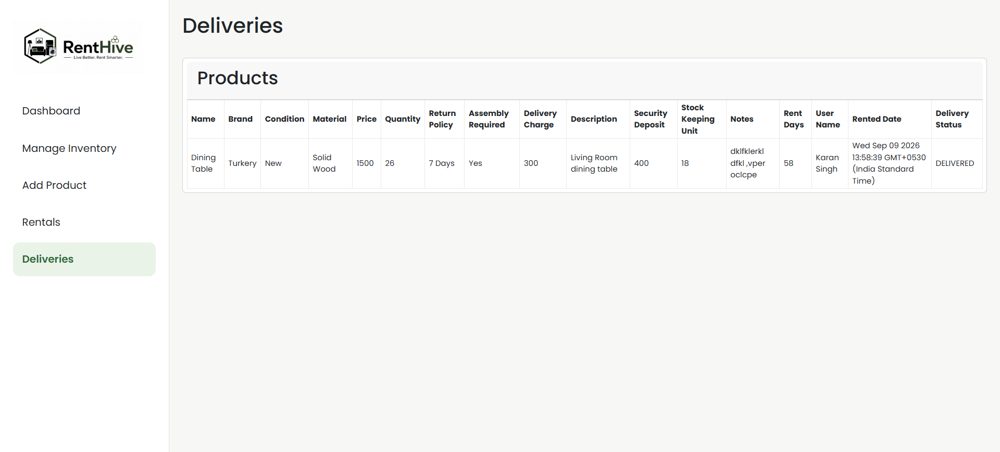 RentHive
Live Better. Rent Smarter.
Dashboard
Manage Inventory
Add Product
Rentals
Deliveries
Deliveries
Products
Name Brand Condition Material Price Quantity Return Policy Assembly Required Delivery Charge Description Security Deposit Stock Keeping Unit Notes Rent Days User Name Rented Date Delivery Status
Dining Table Turkery New Solid Wood 1500 26 7 Days Yes 300 Living Room dining table 400 18 dklfklerkl dfkl ,vper oclcpe 58 Karan Singh Wed Sep 09 2026 13:58:39 GMT+0530 (India Standard Time) DELIVERED